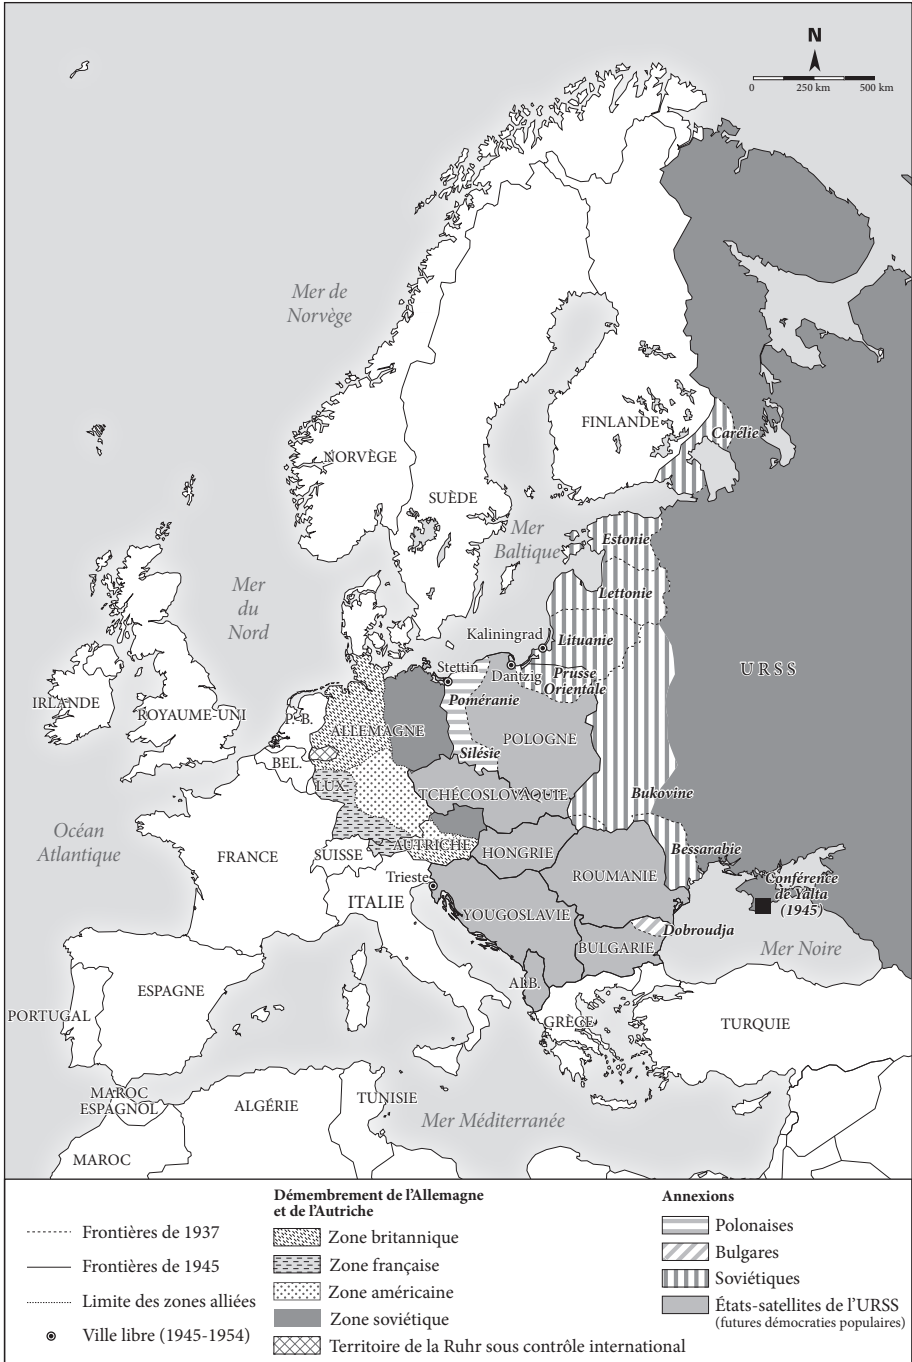 N
0 250 km 500 km
Mer de
Norvège
FINLANDE
Carélie
NORVÈGE
SUÈDE
Mer
Baltique
Estonie
Mer
du
Nord
Lettonie
Kaliningrad
Lituanie
Stettin
Dantzig
Prusse
Orientale
URSS
IRLANDE
ROYAUME-UNI
P.-B.
Poméranie
ALLEMAGNE
POLOGNE
Silésie
BEL.
LUX.
TCHÉCOSLOVAQUIE
Bukovine
Océan
Atlantique
FRANCE
SUISSE
AUTRICHE
HONGRIE
Bessarabie
Trieste
ROUMANIE
Conférence
de Yalta
(1945)
ITALIE
YOUGOSLAVIE
Dobroudja
BULGARIE
Mer Noire
ALB.
ESPAGNE
PORTUGAL
GRÈCE
TURQUIE
MAROC
ESPAGNOL
ALGÉRIE
TUNISIE
Mer Méditerranée
MAROC
Frontières de 1937
Frontières de 1945
Limite des zones alliées
Ville libre (1945-1954)
Démembrement de l'Allemagne
et de l'Autriche
Zone britannique
Zone française
Zone américaine
Zone soviétique
Territoire de la Ruhr sous contrôle international
Annexions
Polonaises
Bulgares
Soviétiques
États-satellites de l'URSS
(futures démocraties populaires)